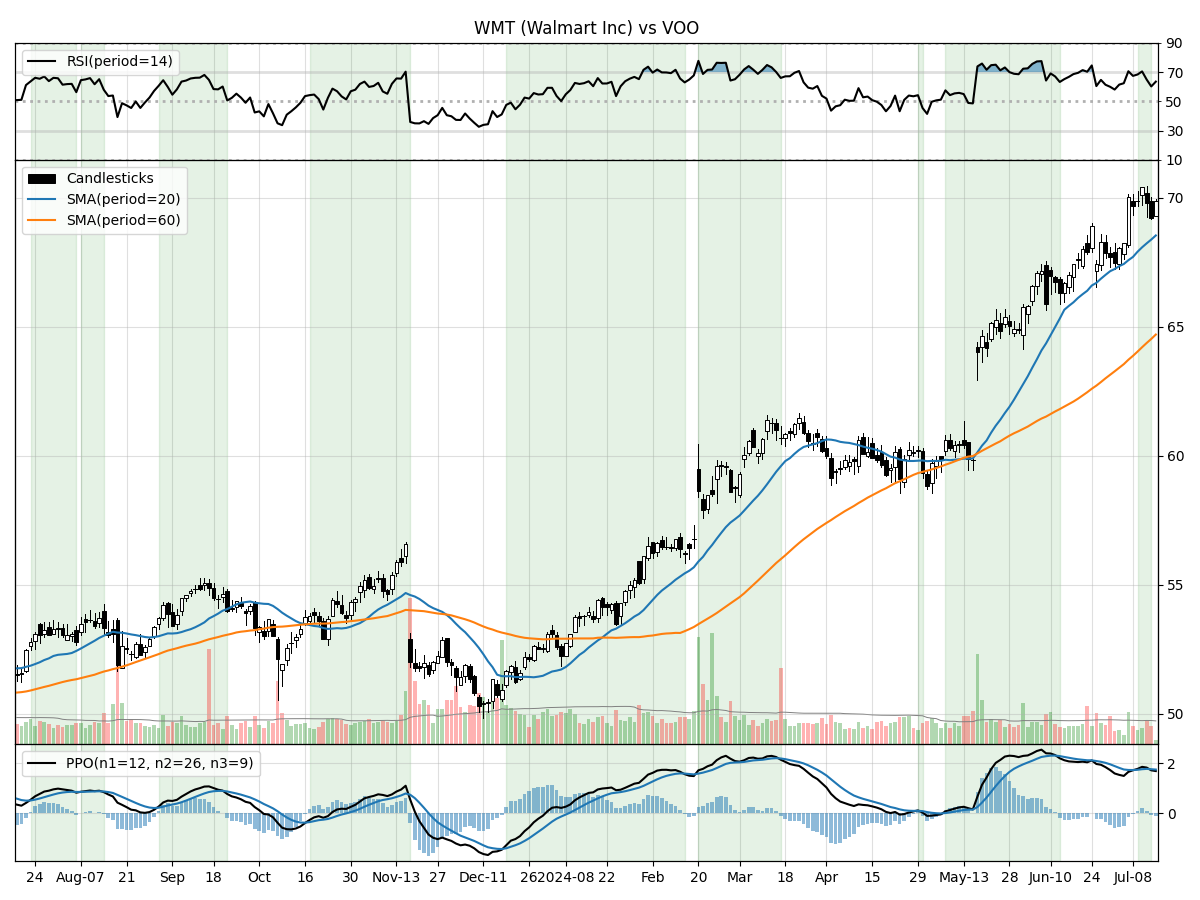 WMT (Walmart Inc) vs VOO
RSI(period=14)
90
70
50
30
10
Candlesticks
SMA(period=20)
SMA(period=60)
70
65
60
55
50
PPO(n1=12, n2=26, n3=9)
2
0
24 Aug-07 21 Sep 18 Oct 16 30 Nov-13 27 Dec-11 26 2024-08 22 Feb 20 Mar 18 Apr 15 29 May-13 28 Jun-10 24 Jul-08